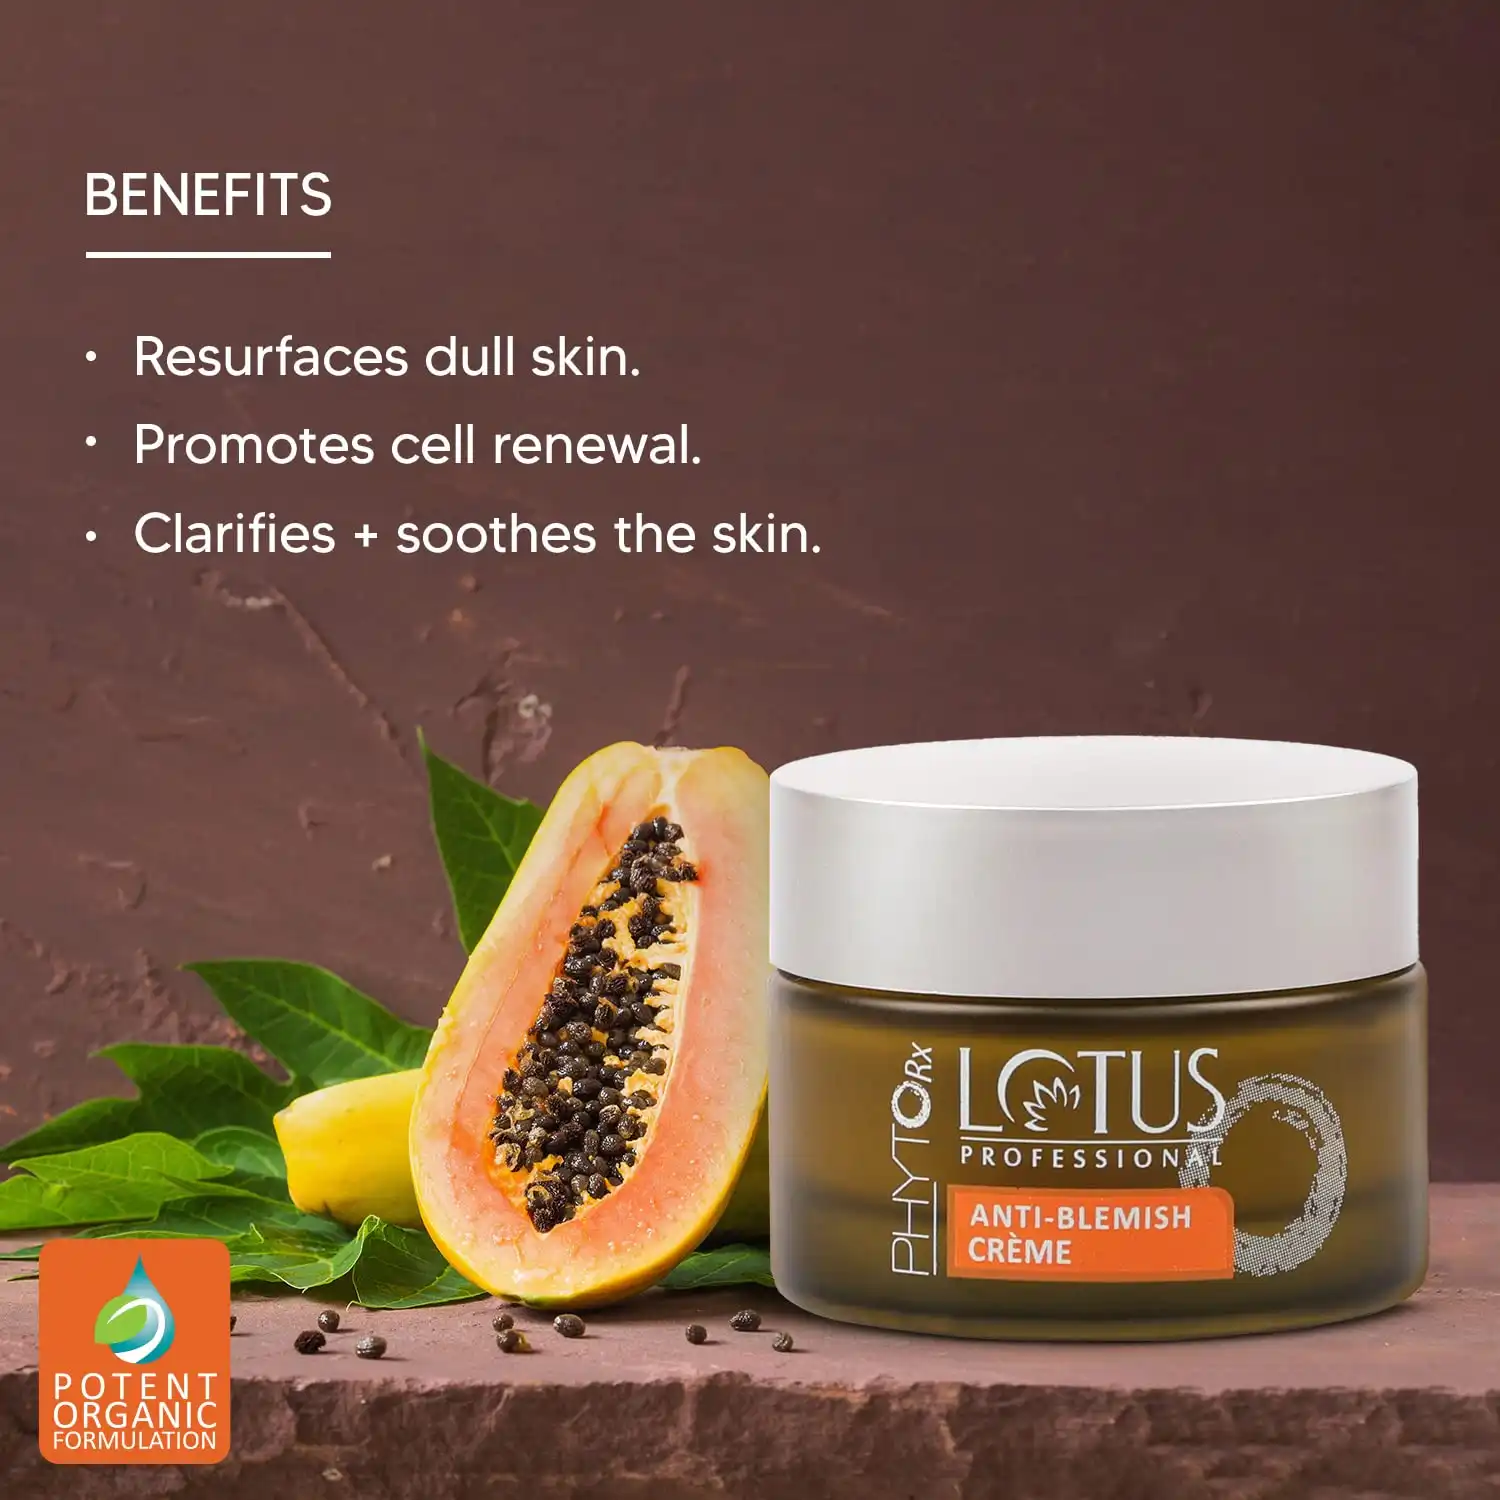 BENEFITS
• Resurfaces dull skin.
• Promotes cell renewal.
• Clarifies + soothes the skin.
PHYTORx
LOTUS
PROFESSIONAL
ANTI-BLEMISH
CRÈME
POTENT
ORGANIC
FORMULATION